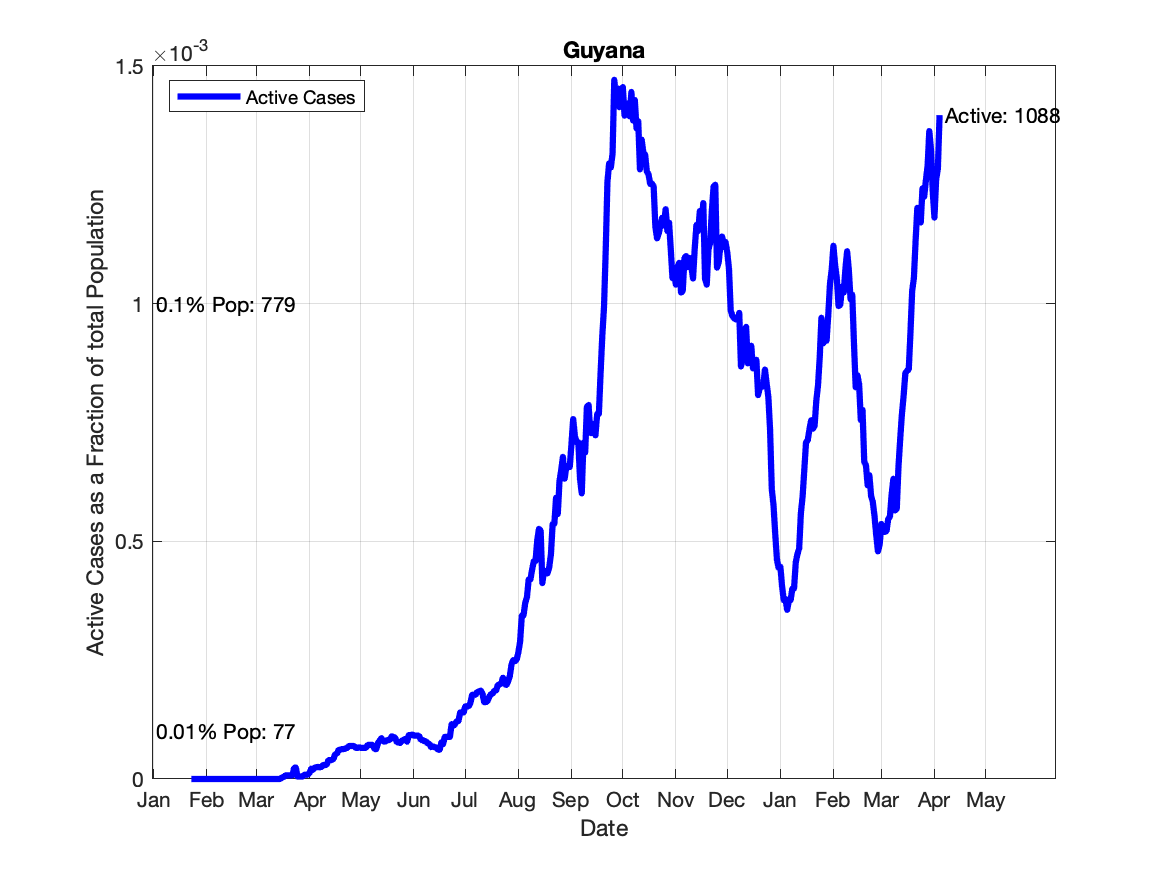 Guyana
×10-3
1.5
Active Cases
Active: 1088
1
0.1% Pop: 779
0.5
0.01% Pop: 77
0
Active Cases as a Fraction of total Population
Jan Feb Mar Apr May Jun Jul Aug Sep Oct Nov Dec Jan Feb Mar Apr May
Date